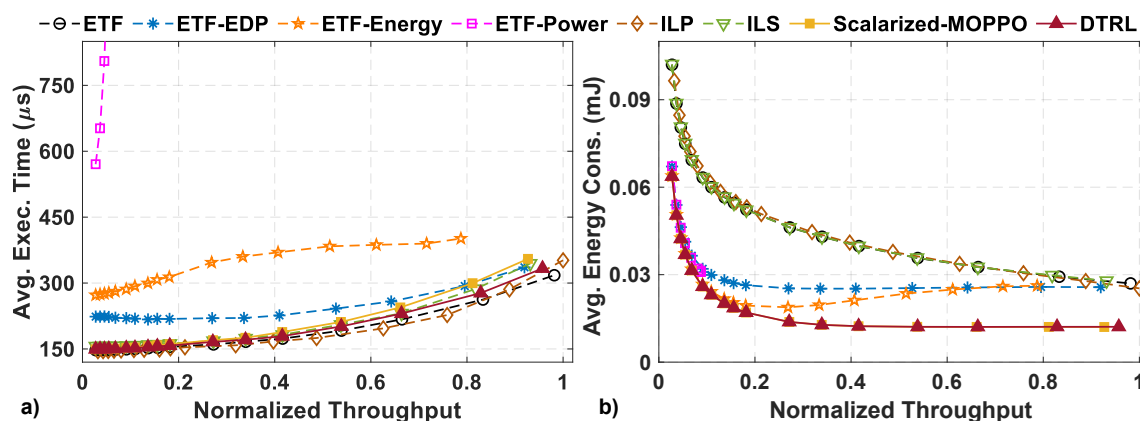 ETF ETF-EDP ETF-Energy ETF-Power ILP ILS Scalarized-MOPPO DTRL
Avg. Exec. Time (μs)
750
600
450
300
150
0 0.2 0.4 0.6 0.8 1
Normalized Throughput
a)
Avg. Energy Cons. (mJ)
0.09
0.06
0.03
0
0 0.2 0.4 0.6 0.8 1
Normalized Throughput
b)